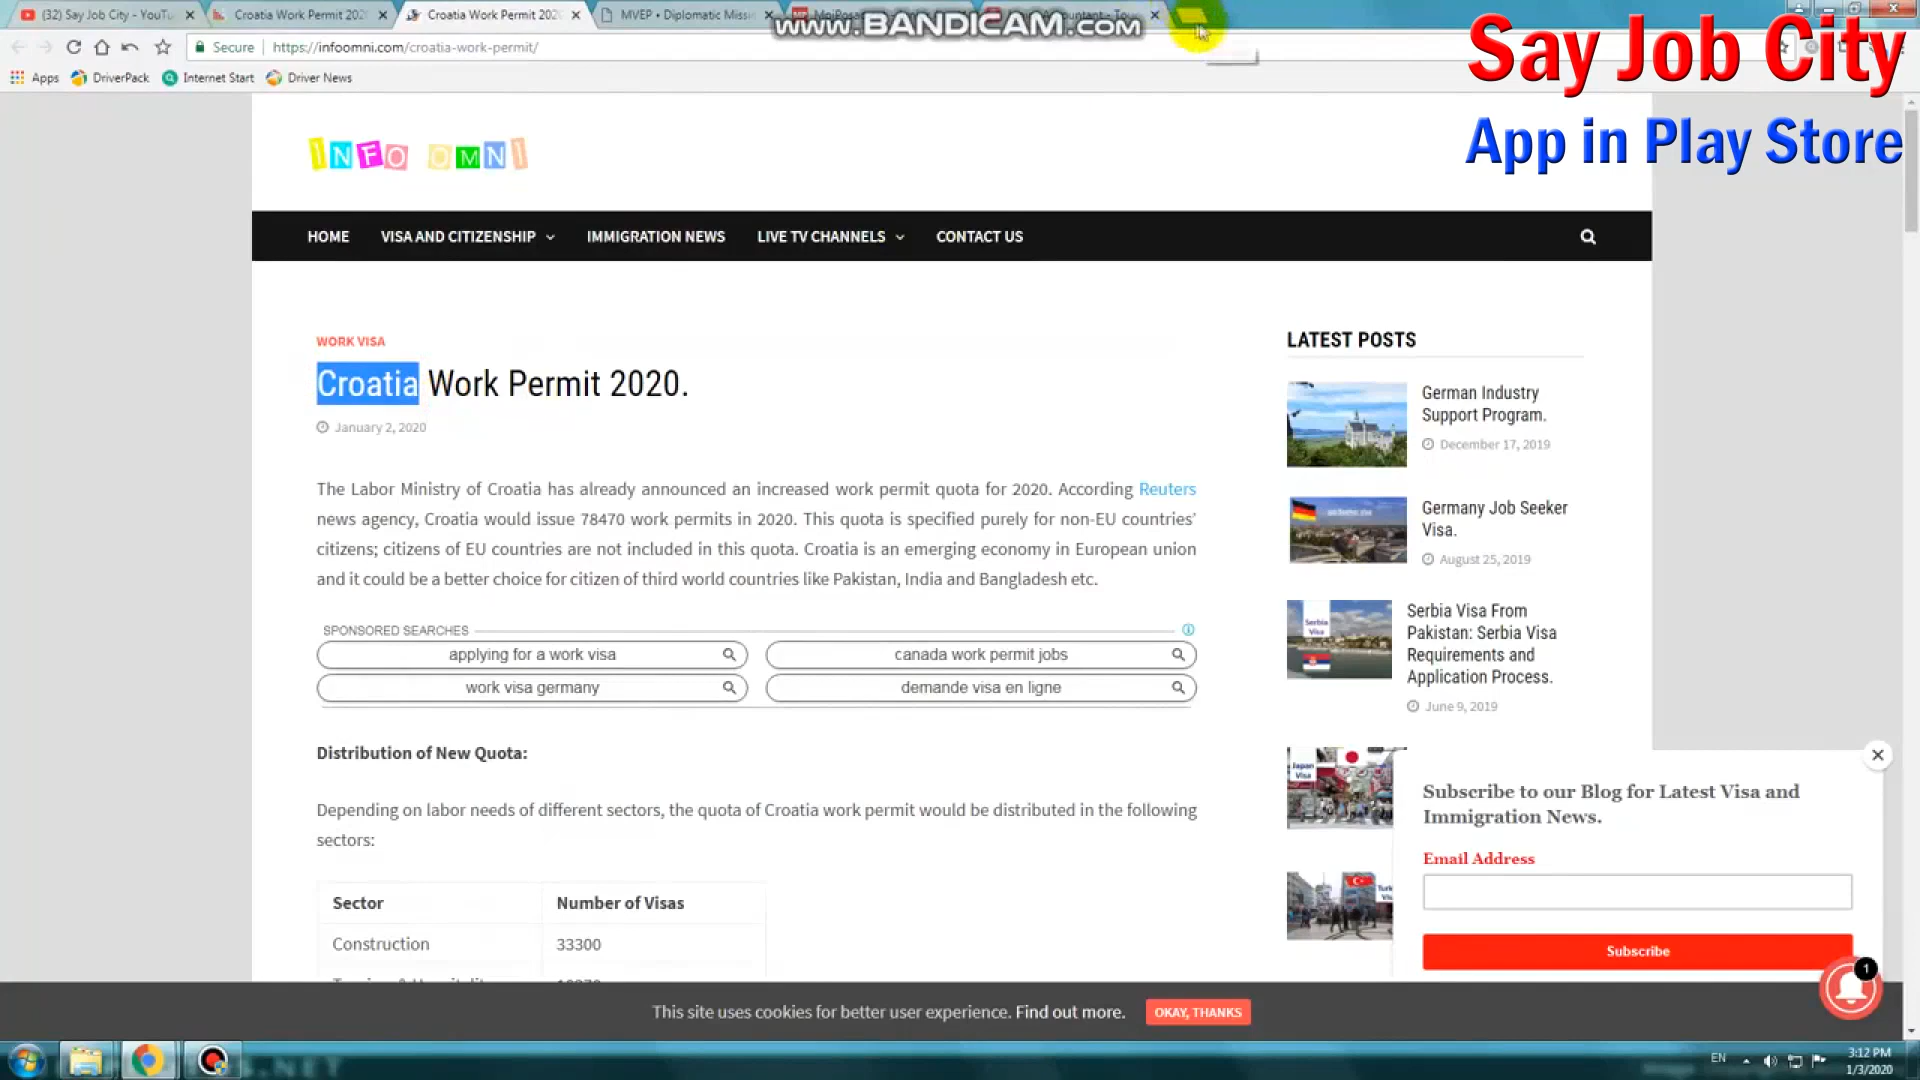 (32) Say Job City - YouTu
Croatia Work Permit 202
Croatia Work Permit 202
MVEP • Diplomatic Missi
www.BANDICAM.com
Secure
https://infoomni.com/croatia-work-permit/
Apps
DriverPack
Internet Start
Driver News
Say Job City
App in Play Store
INFO OMNI
HOME
VISA AND CITIZENSHIP
IMMIGRATION NEWS
LIVE TV CHANNELS
CONTACT US
WORK VISA
Croatia Work Permit 2020.
January 2, 2020
The Labor Ministry of Croatia has already announced an increased work permit quota for 2020. According Reuters
news agency, Croatia would issue 78470 work permits in 2020. This quota is specified purely for non-EU countries’
citizens; citizens of EU countries are not included in this quota. Croatia is an emerging economy in European union
and it could be a better choice for citizen of third world countries like Pakistan, India and Bangladesh etc.
SPONSORED SEARCHES
applying for a work visa
canada work permit jobs
work visa germany
demande visa en ligne
Distribution of New Quota:
Depending on labor needs of different sectors, the quota of Croatia work permit would be distributed in the following
sectors:
Sector
Number of Visas
Construction
33300
LATEST POSTS
German Industry
Support Program.
December 17, 2019
Germany Job Seeker
Visa.
August 25, 2019
Serbia
Visa
Serbia Visa From
Pakistan: Serbia Visa
Requirements and
Application Process.
June 9, 2019
Japan
Visa
Subscribe to our Blog for Latest Visa and
Immigration News.
Email Address
Subscribe
1
This site uses cookies for better user experience. Find out more.
OKAY, THANKS
EN
3:12 PM
1/3/2020